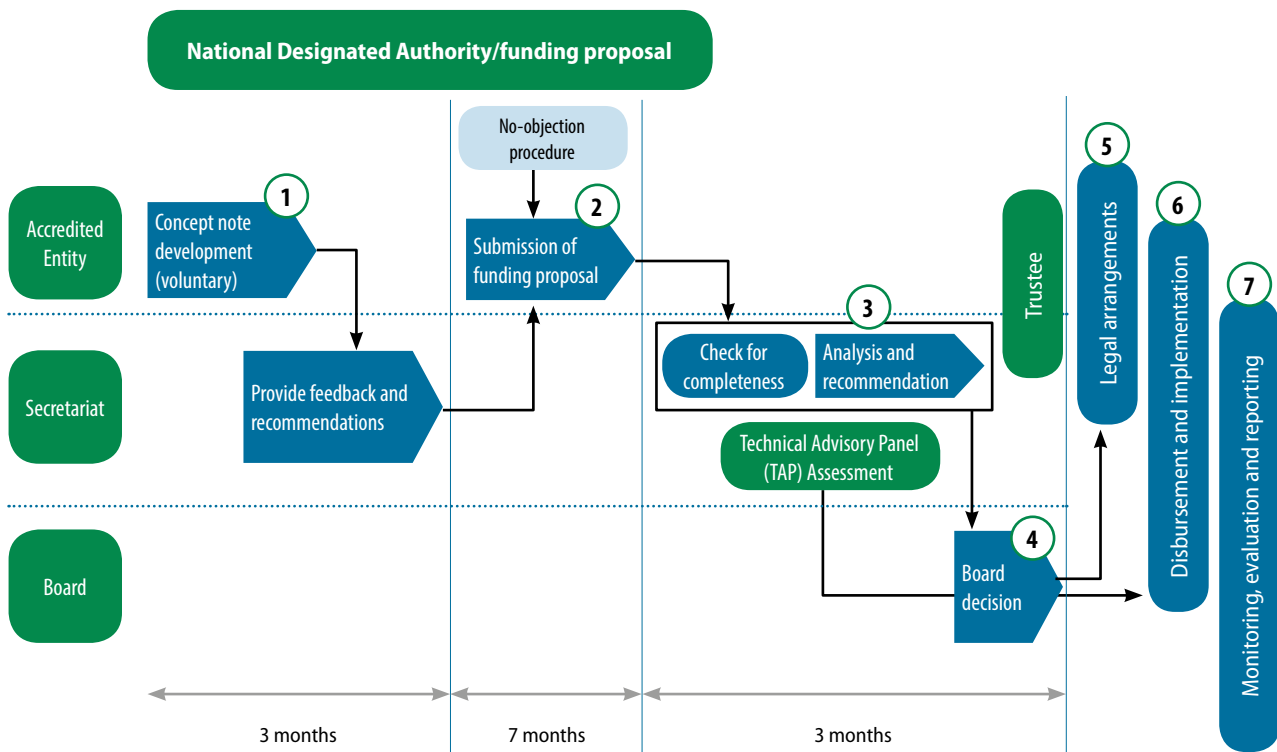 National Designated Authority/funding proposal
No-objection
procedure
Accredited
Entity
1
Concept note
development
(voluntary)
2
Submission of
funding proposal
Secretariat
Provide feedback and
recommendations
3
Check for
completeness
Analysis and
recommendation
Technical Advisory Panel
(TAP) Assessment
Trustee
Board
4
Board
decision
5
Legal arrangements
6
Disbursement and implementation
7
Monitoring, evaluation and reporting
3 months
7 months
3 months